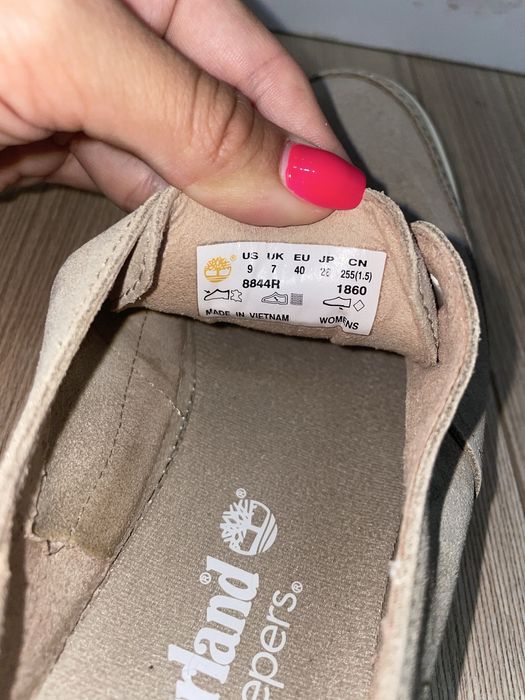 US UK EU JP CN
9 7 40 26 255(1.5)
8844R 1860
MADE IN VIETNAM WOMENS
rland®
epers®
®